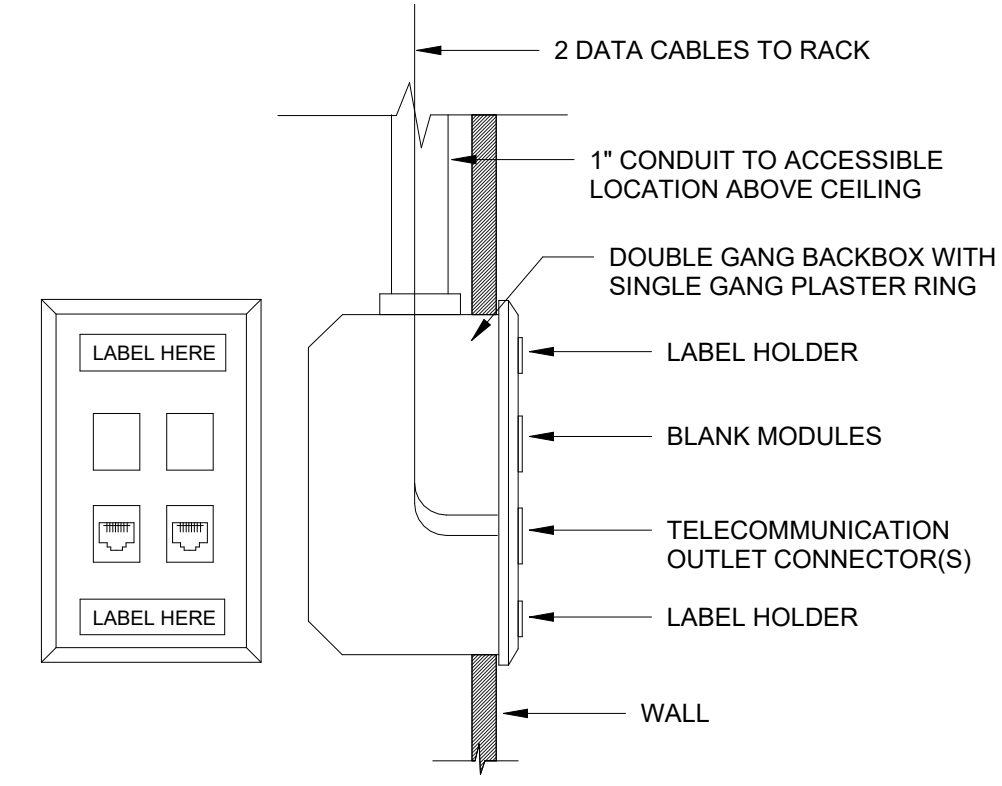 2 DATA CABLES TO RACK
1" CONDUIT TO ACCESSIBLE
LOCATION ABOVE CEILING
DOUBLE GANG BACKBOX WITH
SINGLE GANG PLASTER RING
LABEL HERE
LABEL HOLDER
BLANK MODULES
TELECOMMUNICATION
OUTLET CONNECTOR(S)
LABEL HERE
LABEL HOLDER
WALL